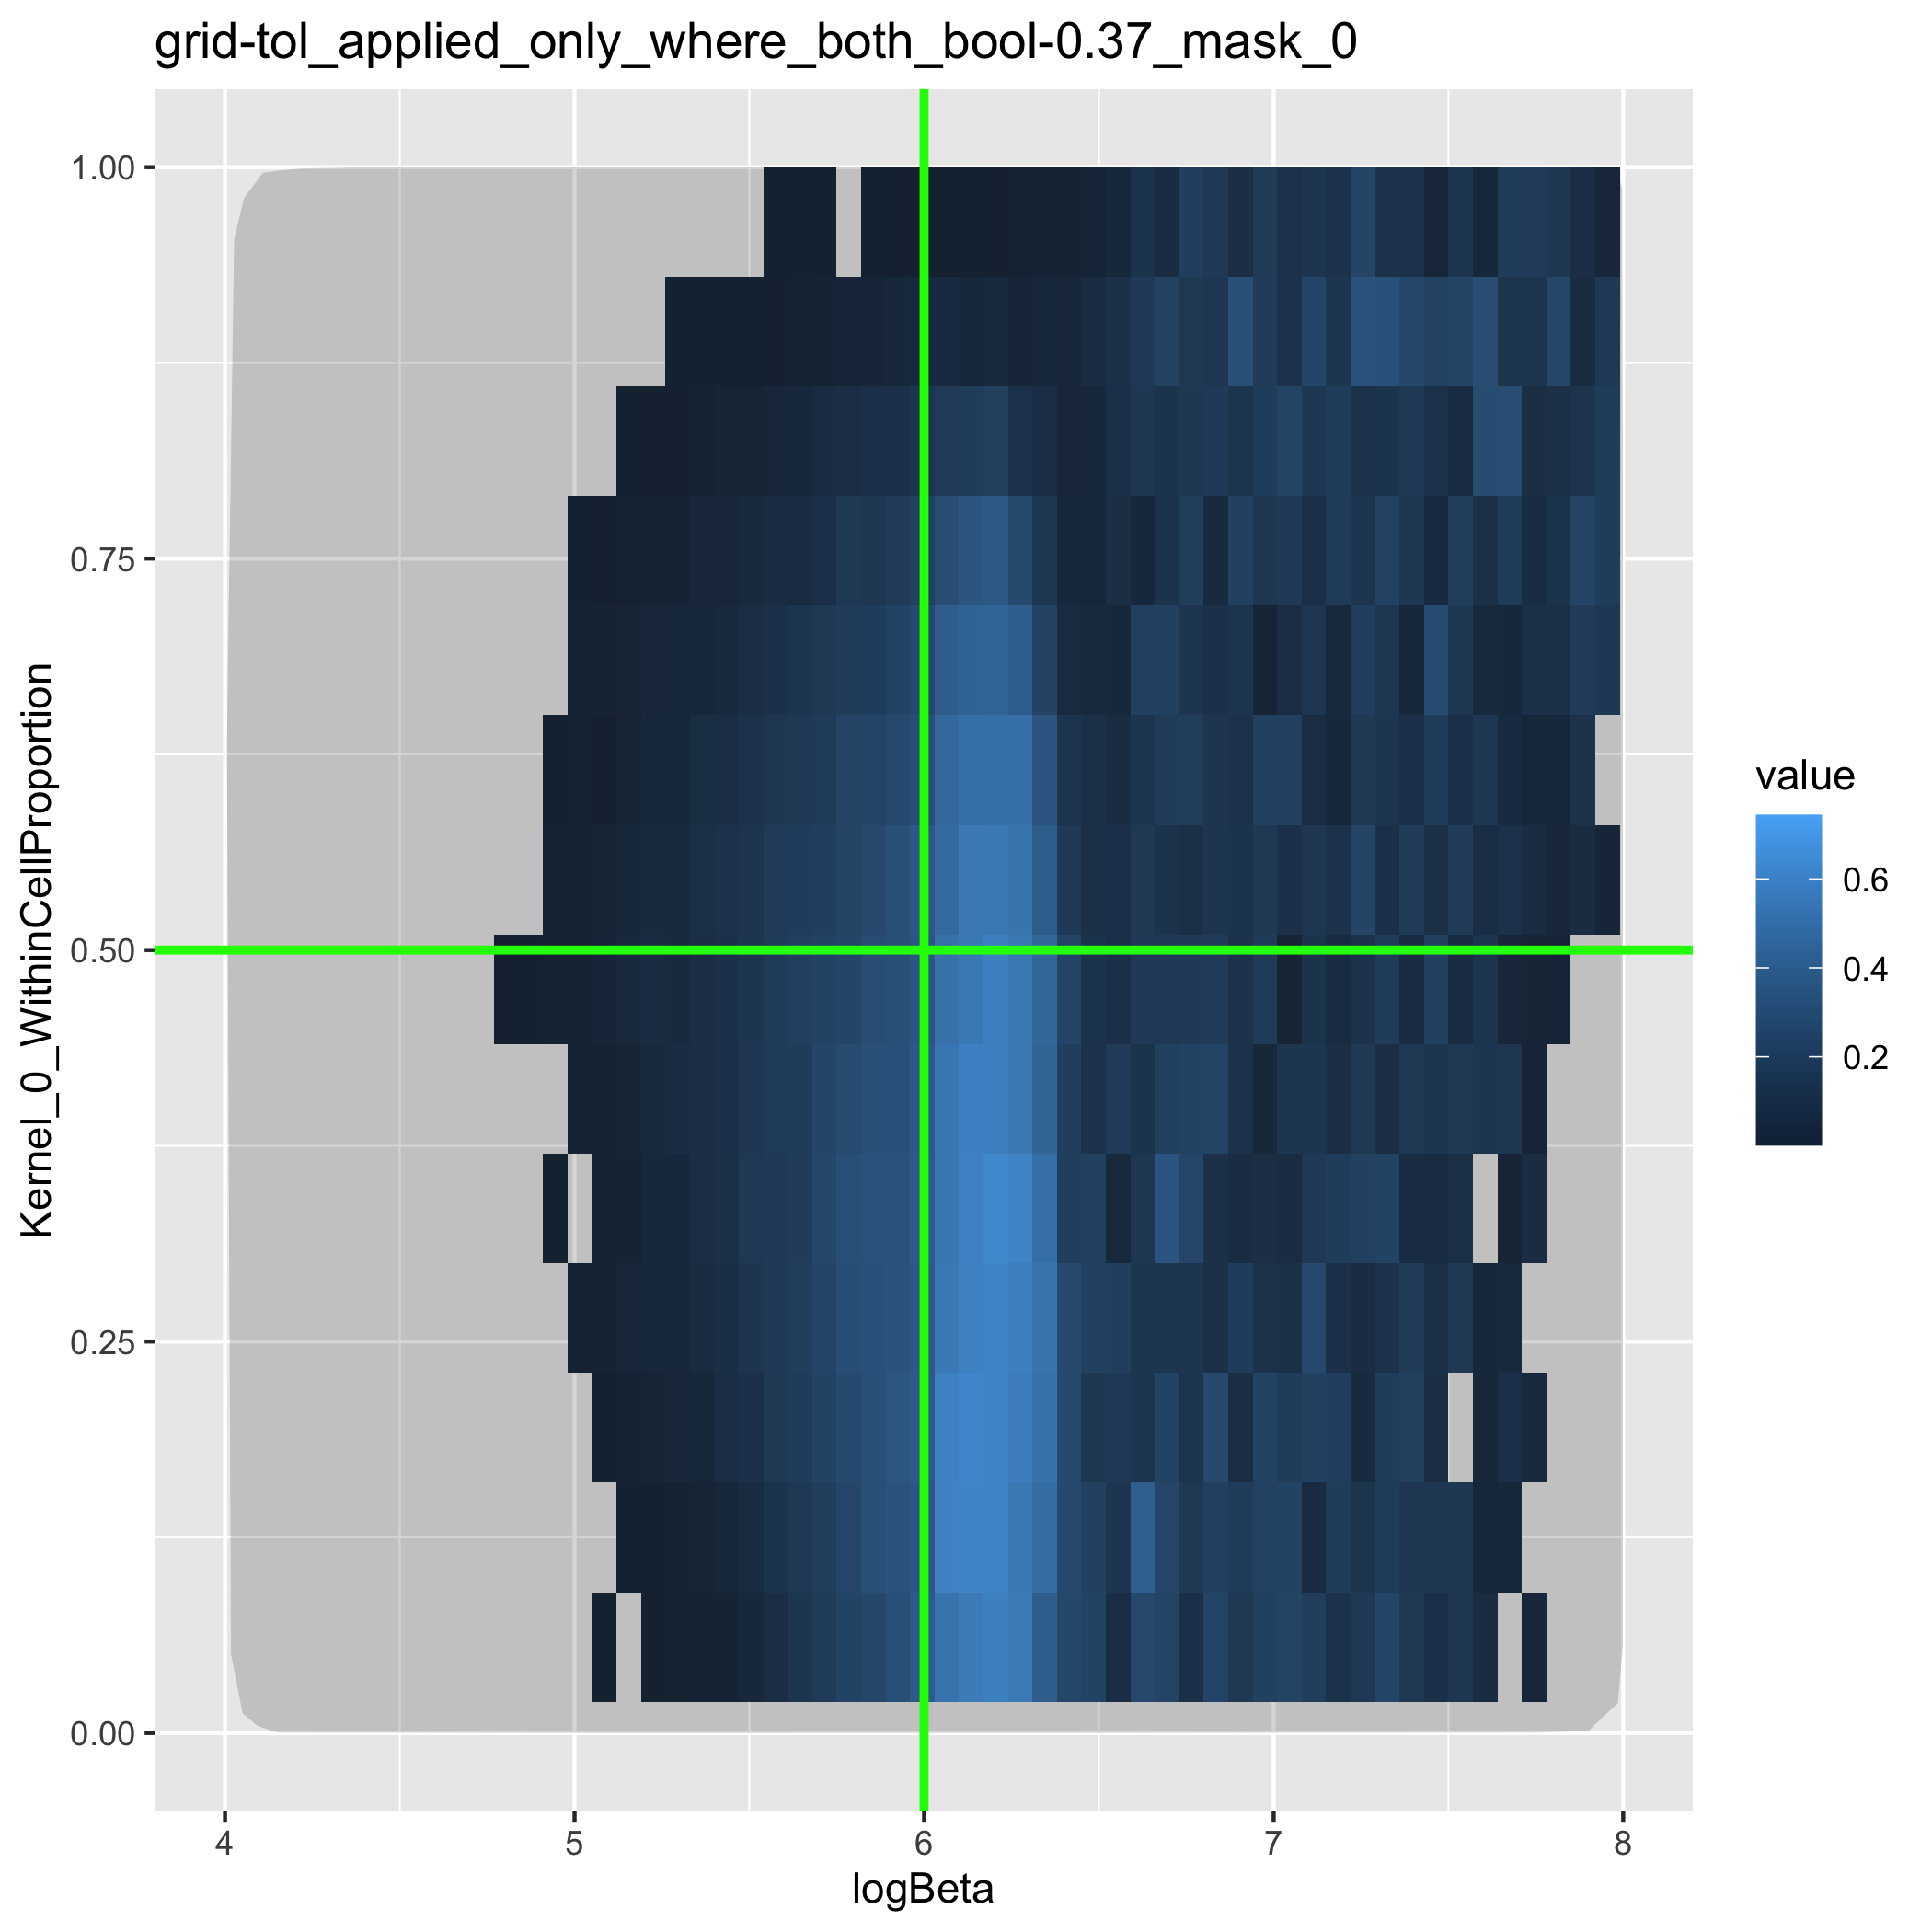 grid-tol_applied_only_where_both_bool-0.37_mask_0
Kernel_0_WithinCellProportion
1.00
0.75
0.50
0.25
0.00
4 5 6 7 8
logBeta
value
0.6
0.4
0.2